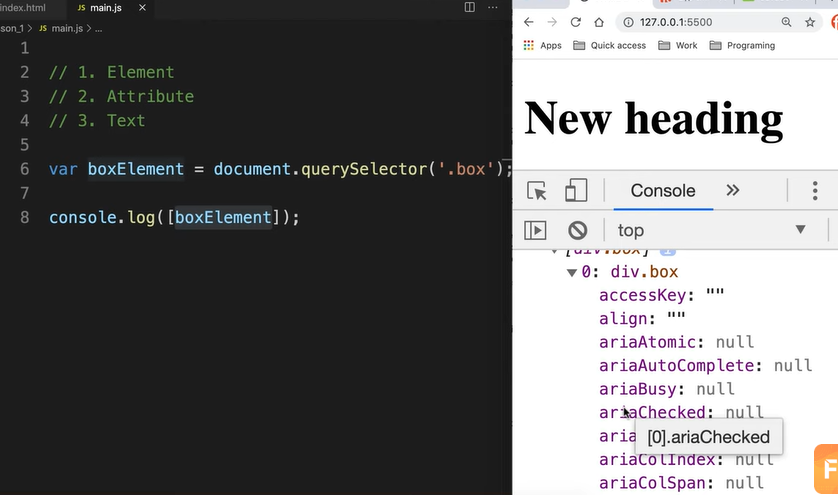 index.html
JS main.js
son_1 > JS main.js > ...
1
2 // 1. Element
3 // 2. Attribute
4 // 3. Text
5
6 var boxElement = document.querySelector('.box');
7
8 console.log([boxElement]);
127.0.0.1:5500
Apps Quick access Work Programing
New heading
Console
top
[div.box]
0: div.box
accessKey: ""
align: ""
ariaAtomic: null
ariaAutoComplete: null
ariaBusy: null
ariaChecked: null
[0].ariaChecked
ariaColIndex: null
ariaColSpan: null
F